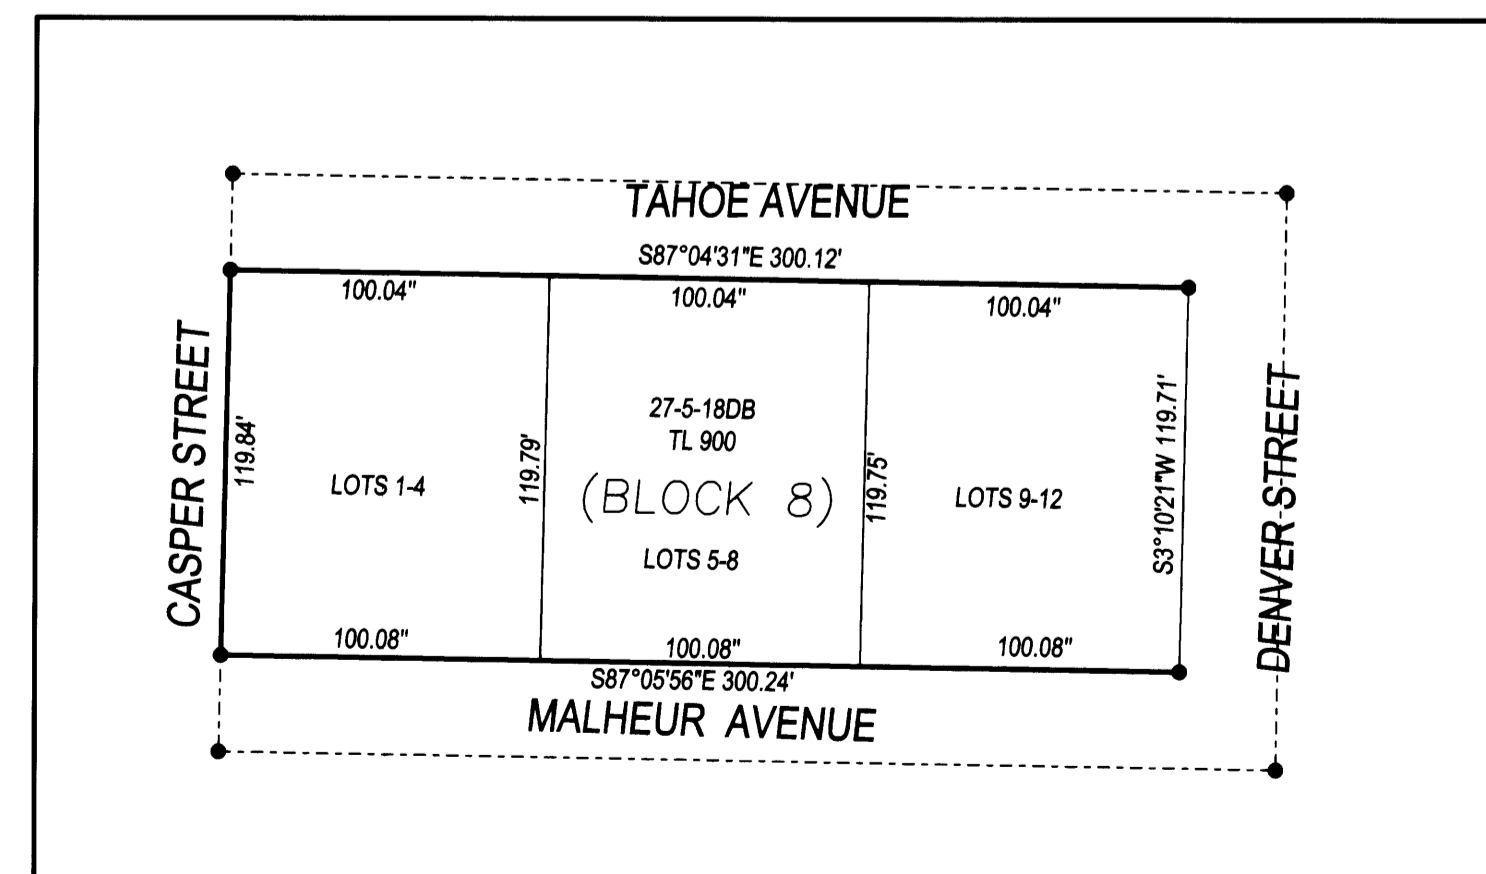 TAHOE AVENUE
S87°04'31"E 300.12'
100.04"
100.04"
100.04"
CASPER STREET
119.84'
LOTS 1-4
119.79'
27-5-18DB
TL 900
(BLOCK 8)
LOTS 5-8
119.75'
LOTS 9-12
S3°10'21"W 119.71'
DENVER STREET
100.08"
100.08"
100.08"
S87°05'56"E 300.24'
MALHEUR AVENUE